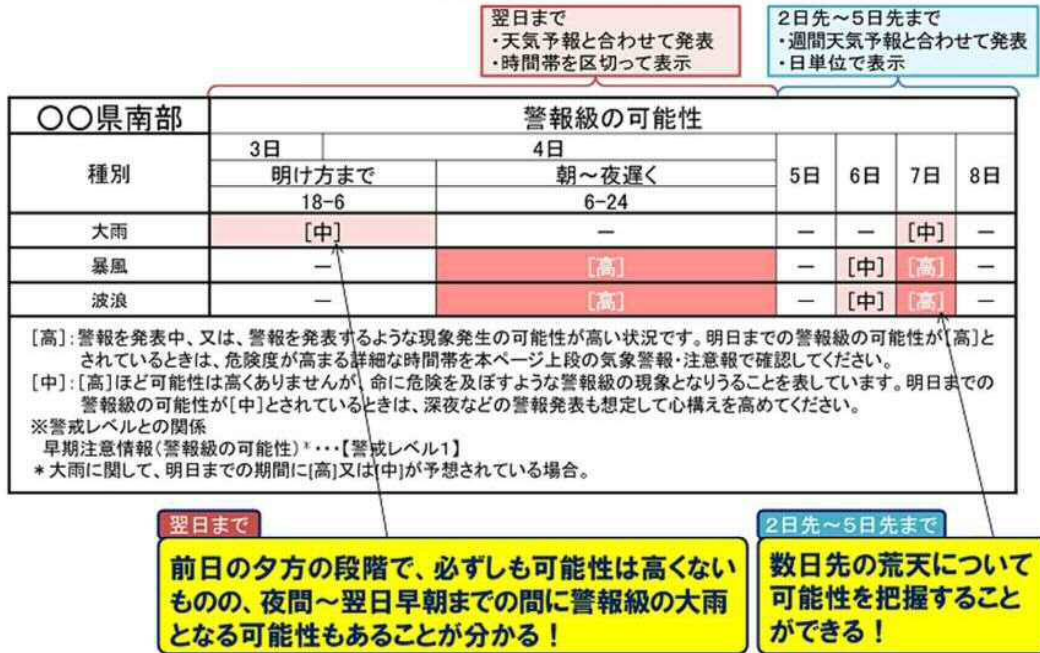 翌日まで
・天気予報と合わせて発表
・時間帯を区切って表示
2日先～5日先まで
・週間天気予報と合わせて発表
・日単位で表示
〇〇県南部
警報級の可能性
種別
3日
4日
5日
6日
7日
8日
明け方まで
朝～夜遅く
18-6
6-24
大雨
[中]
－
－
－
[中]
－
暴風
－
[高]
－
[中]
[高]
－
波浪
－
[高]
－
[中]
[高]
－
[高]:警報を発表中、又は、警報を発表するような現象発生の可能性が高い状況です。明日までの警報級の可能性が[高]と
されているときは、危険度が高まる詳細な時間帯を本ページ上段の気象警報・注意報で確認してください。
[中]:[高]ほど可能性は高くありませんが、命に危険を及ぼすような警報級の現象となりうることを表しています。明日までの
警報級の可能性が[中]とされているときは、深夜などの警報発表も想定して心構えを高めてください。
※警戒レベルとの関係
早期注意情報(警報級の可能性)*・・・【警戒レベル1】
*大雨に関して、明日までの期間に[高]又は[中]が予想されている場合。
翌日まで
前日の夕方の段階で、必ずしも可能性は高くない
ものの、夜間～翌日早朝までの間に警報級の大雨
となる可能性もあることが分かる！
2日先～5日先まで
数日先の荒天について
可能性を把握すること
ができる！